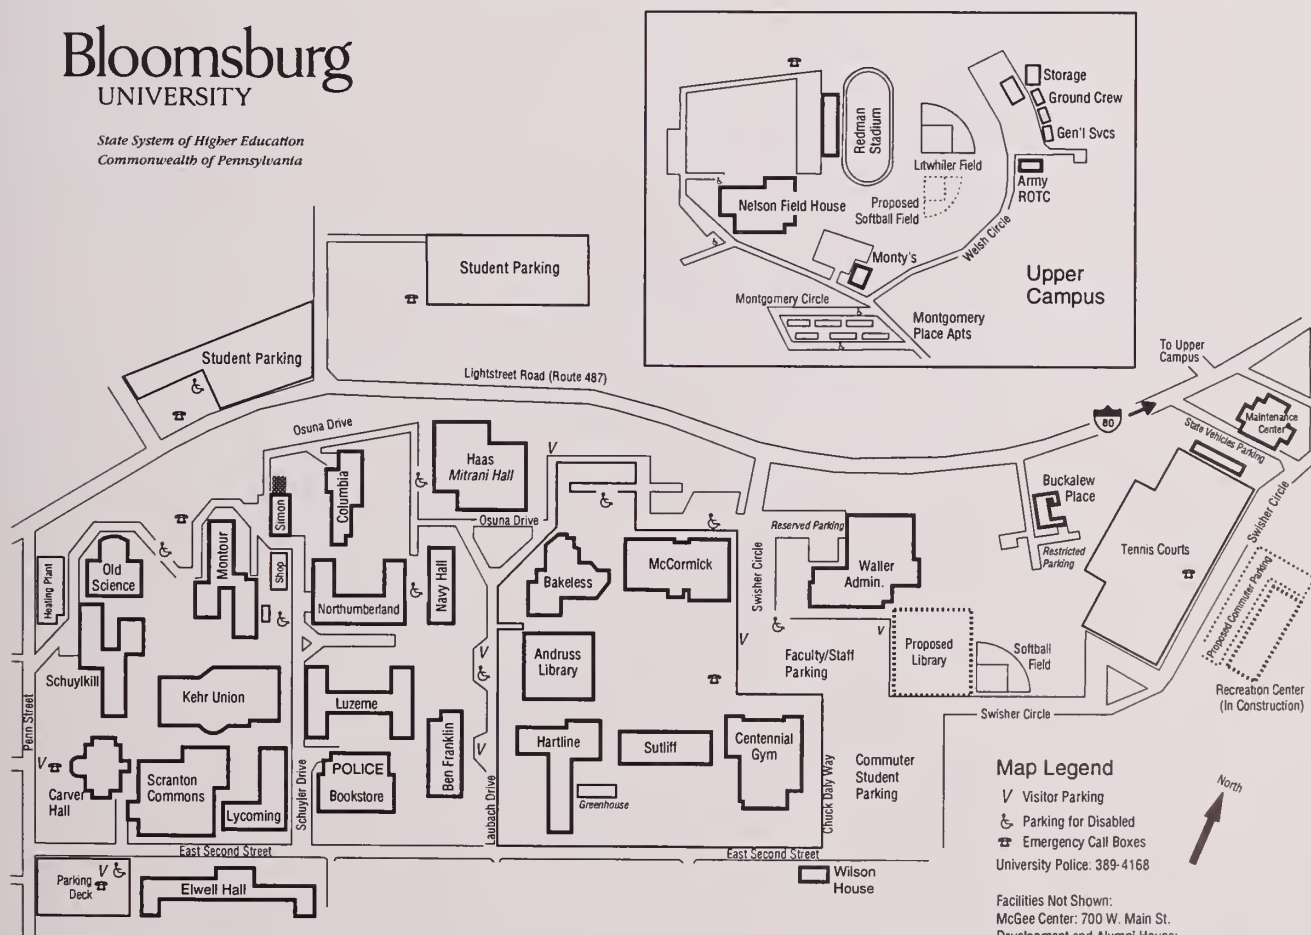 Bloomsburg
UNIVERSITY
State System of Higher Education
Commonwealth of Pennsylvania
Storage
Ground Crew
Gen'l Svcs
Redman
Stadium
Litwhiler Field
Army
ROTC
Nelson Field House
Proposed
Softball Field
Welsh Circle
Monty's
Upper
Campus
Montgomery Circle
Montgomery
Place Apts
Student Parking
Student Parking
Lightstreet Road (Route 487)
To Upper
Campus
80
Maintenance
Center
State Vehicles Parking
Osuna Drive
Haas
Mitrani Hall
V
Columbia
Simon
Osuna Drive
Buckalew
Place
Restricted
Parking
Tennis Courts
Swisher Circle
Reserved Parking
Heating Plant
Old
Science
Montour
Shop
Northumberland
Navy Hall
Bakeless
McCormick
Swisher Circle
Waller
Admin.
Proposed Commuter Parking
Schuylkill
Kehr Union
Luzerne
V
Andruss
Library
V
Faculty/Staff
Parking
V
Proposed
Library
Softball
Field
Recreation Center
(In Construction)
Swisher Circle
Penn Street
V
Carver
Hall
Scranton
Commons
Lycoming
Schuyler Drive
POLICE
Bookstore
Ben Franklin
V
Laubach Drive
Hartline
Greenhouse
Sutliff
Centennial
Gym
Chuck Daly Way
Commuter
Student
Parking
East Second Street
East Second Street
Parking
Deck
V
Elwell Hall
Wilson
House
Map Legend
V Visitor Parking
Parking for Disabled
Emergency Call Boxes
University Police: 389-4168
North
Facilities Not Shown:
McGee Center: 700 W. Main St.
Development and Alumni House: